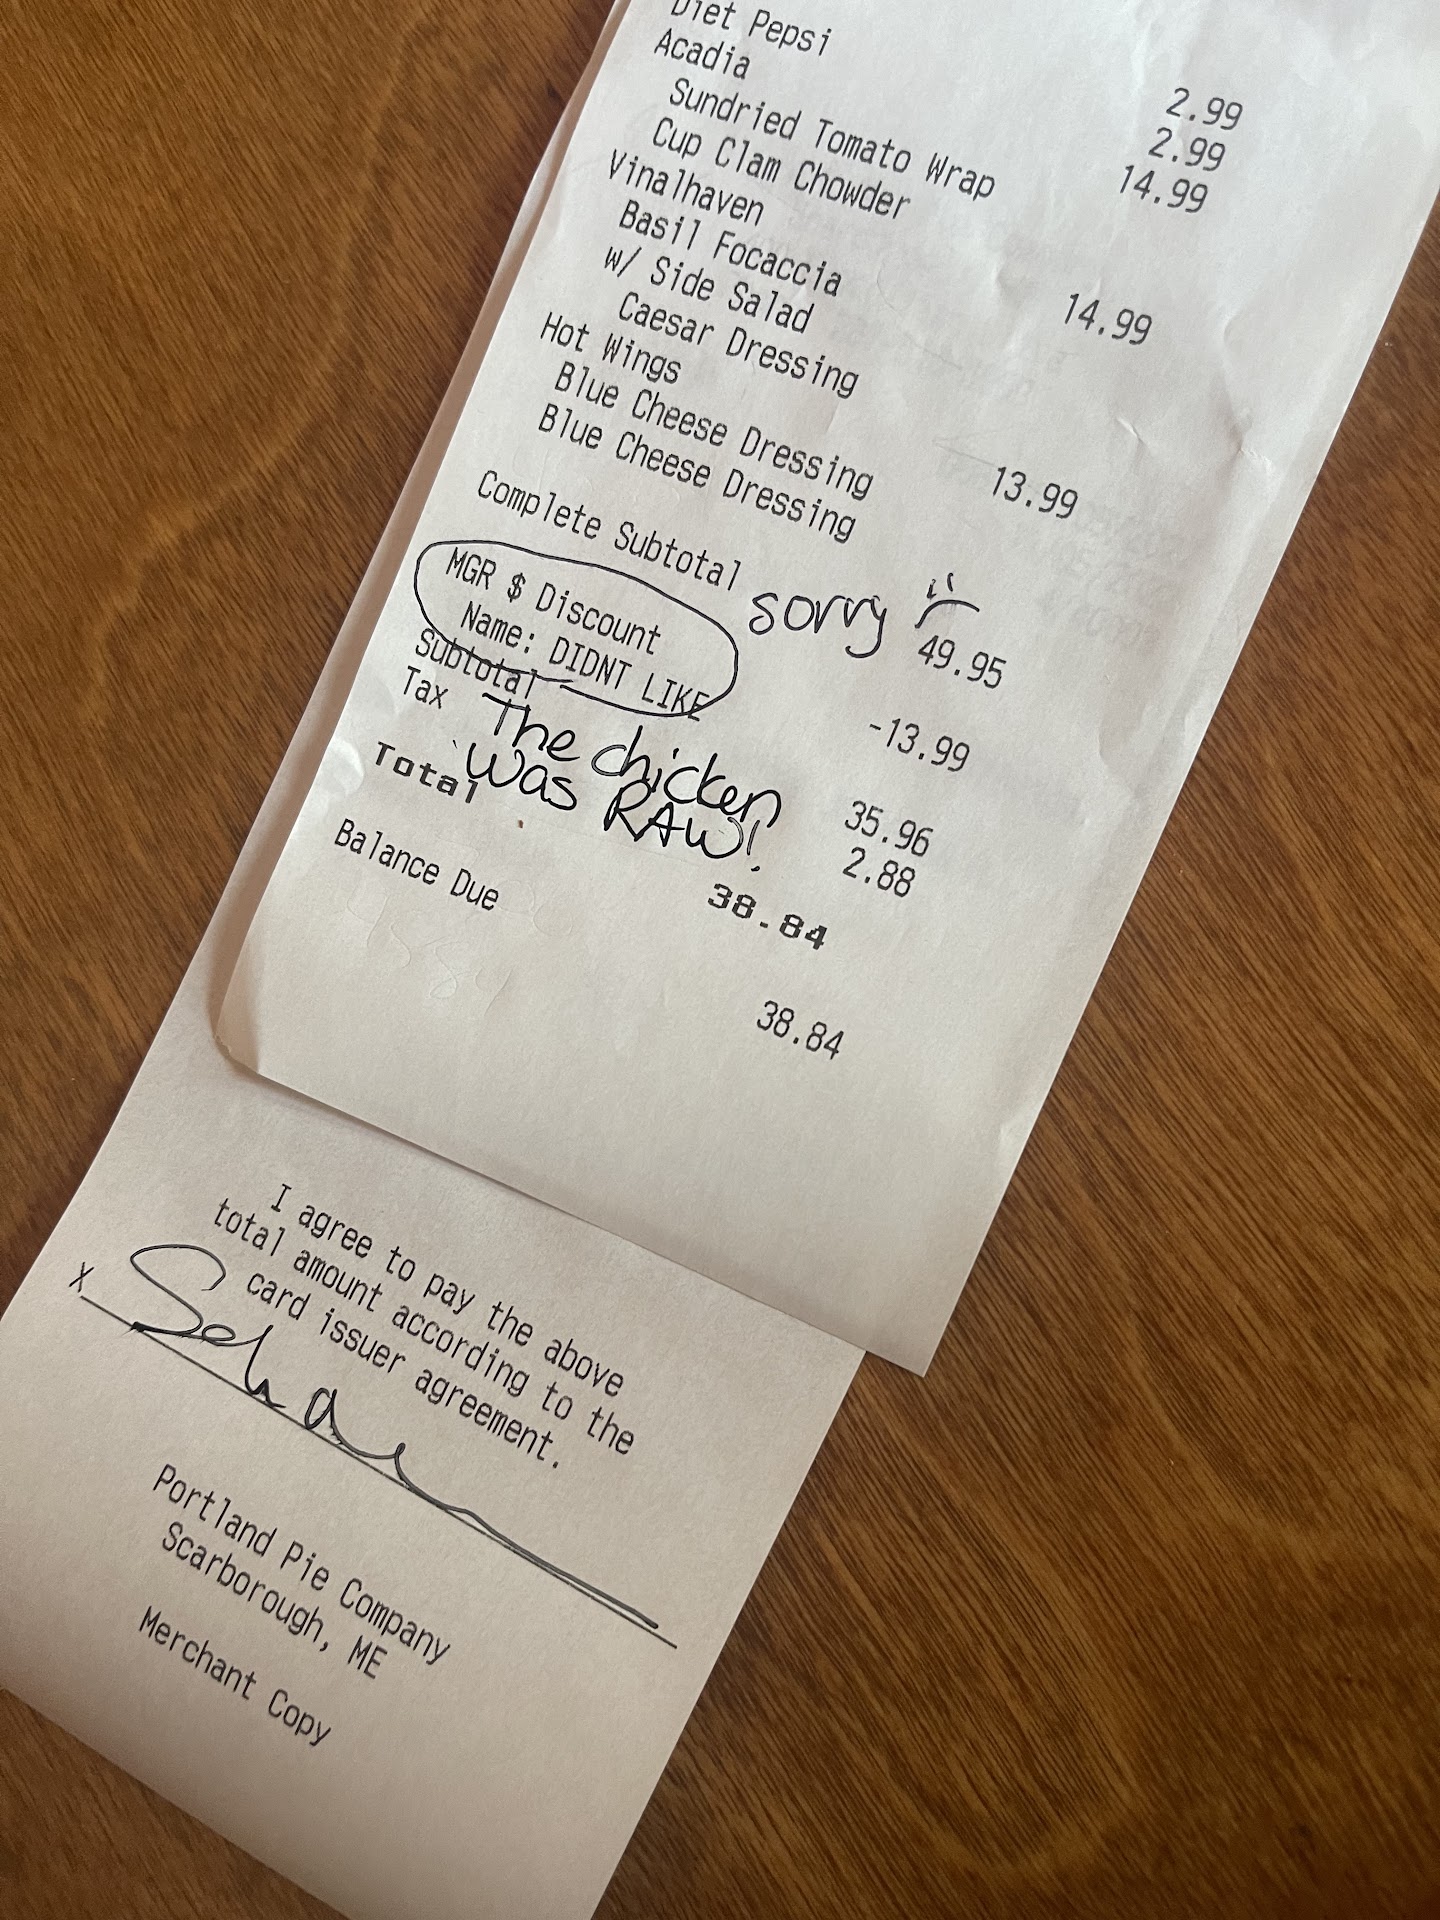 2.99
Diet Pepsi 2.99
Acadia 14.99
Sundried Tomato Wrap
Cup Clam Chowder
Vinalhaven 14.99
Basil Focaccia
w/ Side Salad
Caesar Dressing
Hot Wings 13.99
Blue Cheese Dressing
Blue Cheese Dressing
Complete Subtotal 49.95
sorry
MGR $ Discount -13.99
Name: DIDNT LIKE
Subtotal 35.96
Tax 2.88
The chicken
was RAW!
Total 38.84
Balance Due 38.84
I agree to pay the above
total amount according to the
card issuer agreement.
X
Portland Pie Company
Scarborough, ME
Merchant Copy